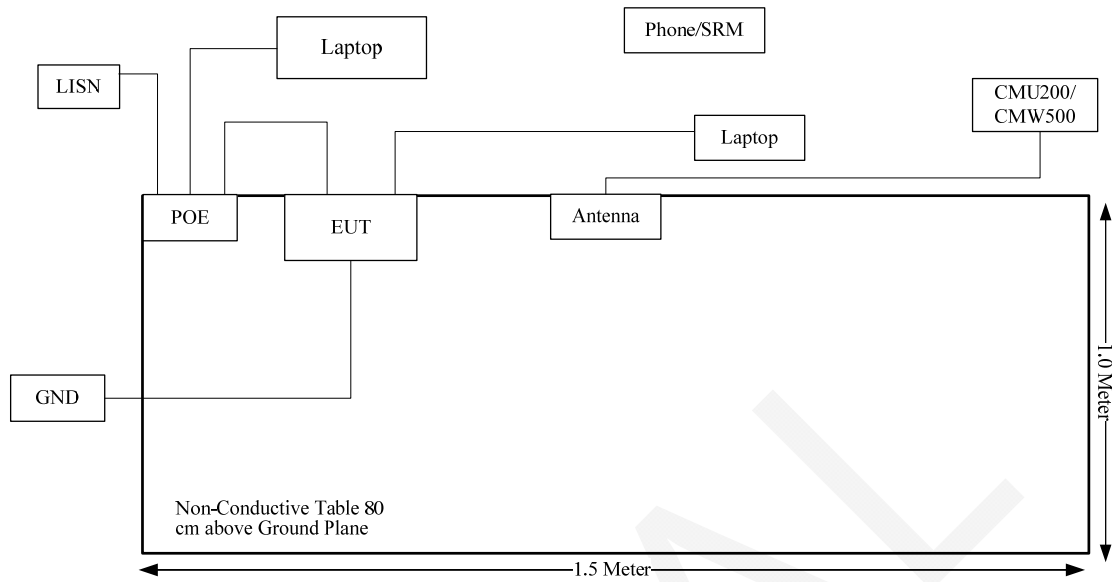 Phone/SRM
Laptop
LISN
CMU200/
CMW500
Laptop
POE
EUT
Antenna
GND
1.0 Meter
Non-Conductive Table 80
cm above Ground Plane
1.5 Meter